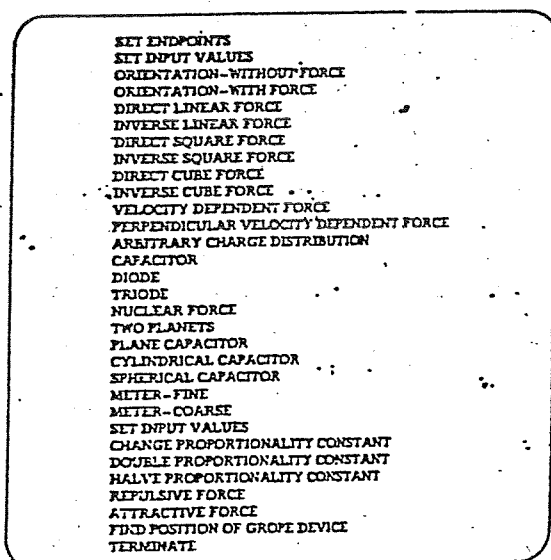 SET ENDPOINTS
SET INPUT VALUES
ORIENTATION-WITHOUT FORCE
ORIENTATION-WITH FORCE
DIRECT LINEAR FORCE
INVERSE LINEAR FORCE
DIRECT SQUARE FORCE
INVERSE SQUARE FORCE
DIRECT CUBE FORCE
INVERSE CUBE FORCE
VELOCITY DEPENDENT FORCE
PERPENDICULAR VELOCITY DEPENDENT FORCE
ARBITRARY CHARGE DISTRIBUTION
CAPACITOR
DIODE
TRIODE
NUCLEAR FORCE
TWO PLANETS
PLANE CAPACITOR
CYLINDRICAL CAPACITOR
SPHERICAL CAPACITOR
METER-FINE
METER-COARSE
SET INPUT VALUES
CHANGE PROPORTIONALITY CONSTANT
DOUBLE PROPORTIONALITY CONSTANT
HALVE PROPORTIONALITY CONSTANT
REPULSIVE FORCE
ATTRACTIVE FORCE
FIND POSITION OF GROPE DEVICE
TERMINATE